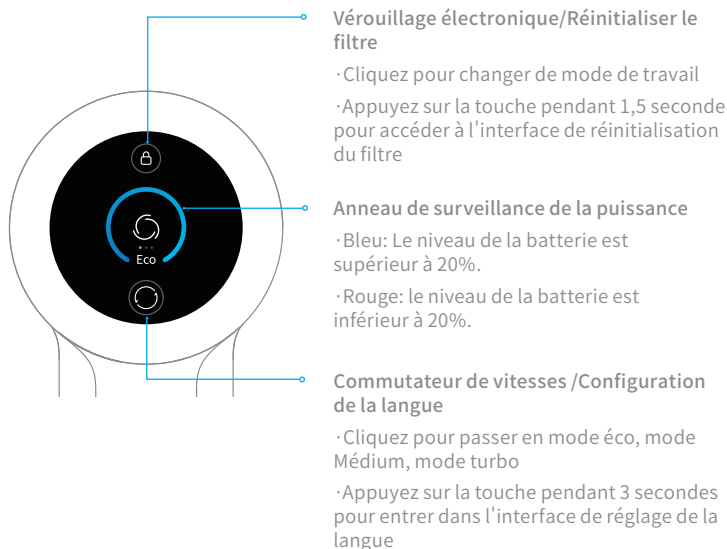 Vérouillage électronique/Réinitialiser le
filtre
·Cliquez pour changer de mode de travail
·Appuyez sur la touche pendant 1,5 seconde
pour accéder à l'interface de réinitialisation
du filtre
Anneau de surveillance de la puissance
·Bleu: Le niveau de la batterie est
supérieur à 20%.
·Rouge: le niveau de la batterie est
inférieur à 20%.
Eco
Commutateur de vitesses /Configuration
de la langue
·Cliquez pour passer en mode éco, mode
Médium, mode turbo
·Appuyez sur la touche pendant 3 secondes
pour entrer dans l'interface de réglage de la
langue